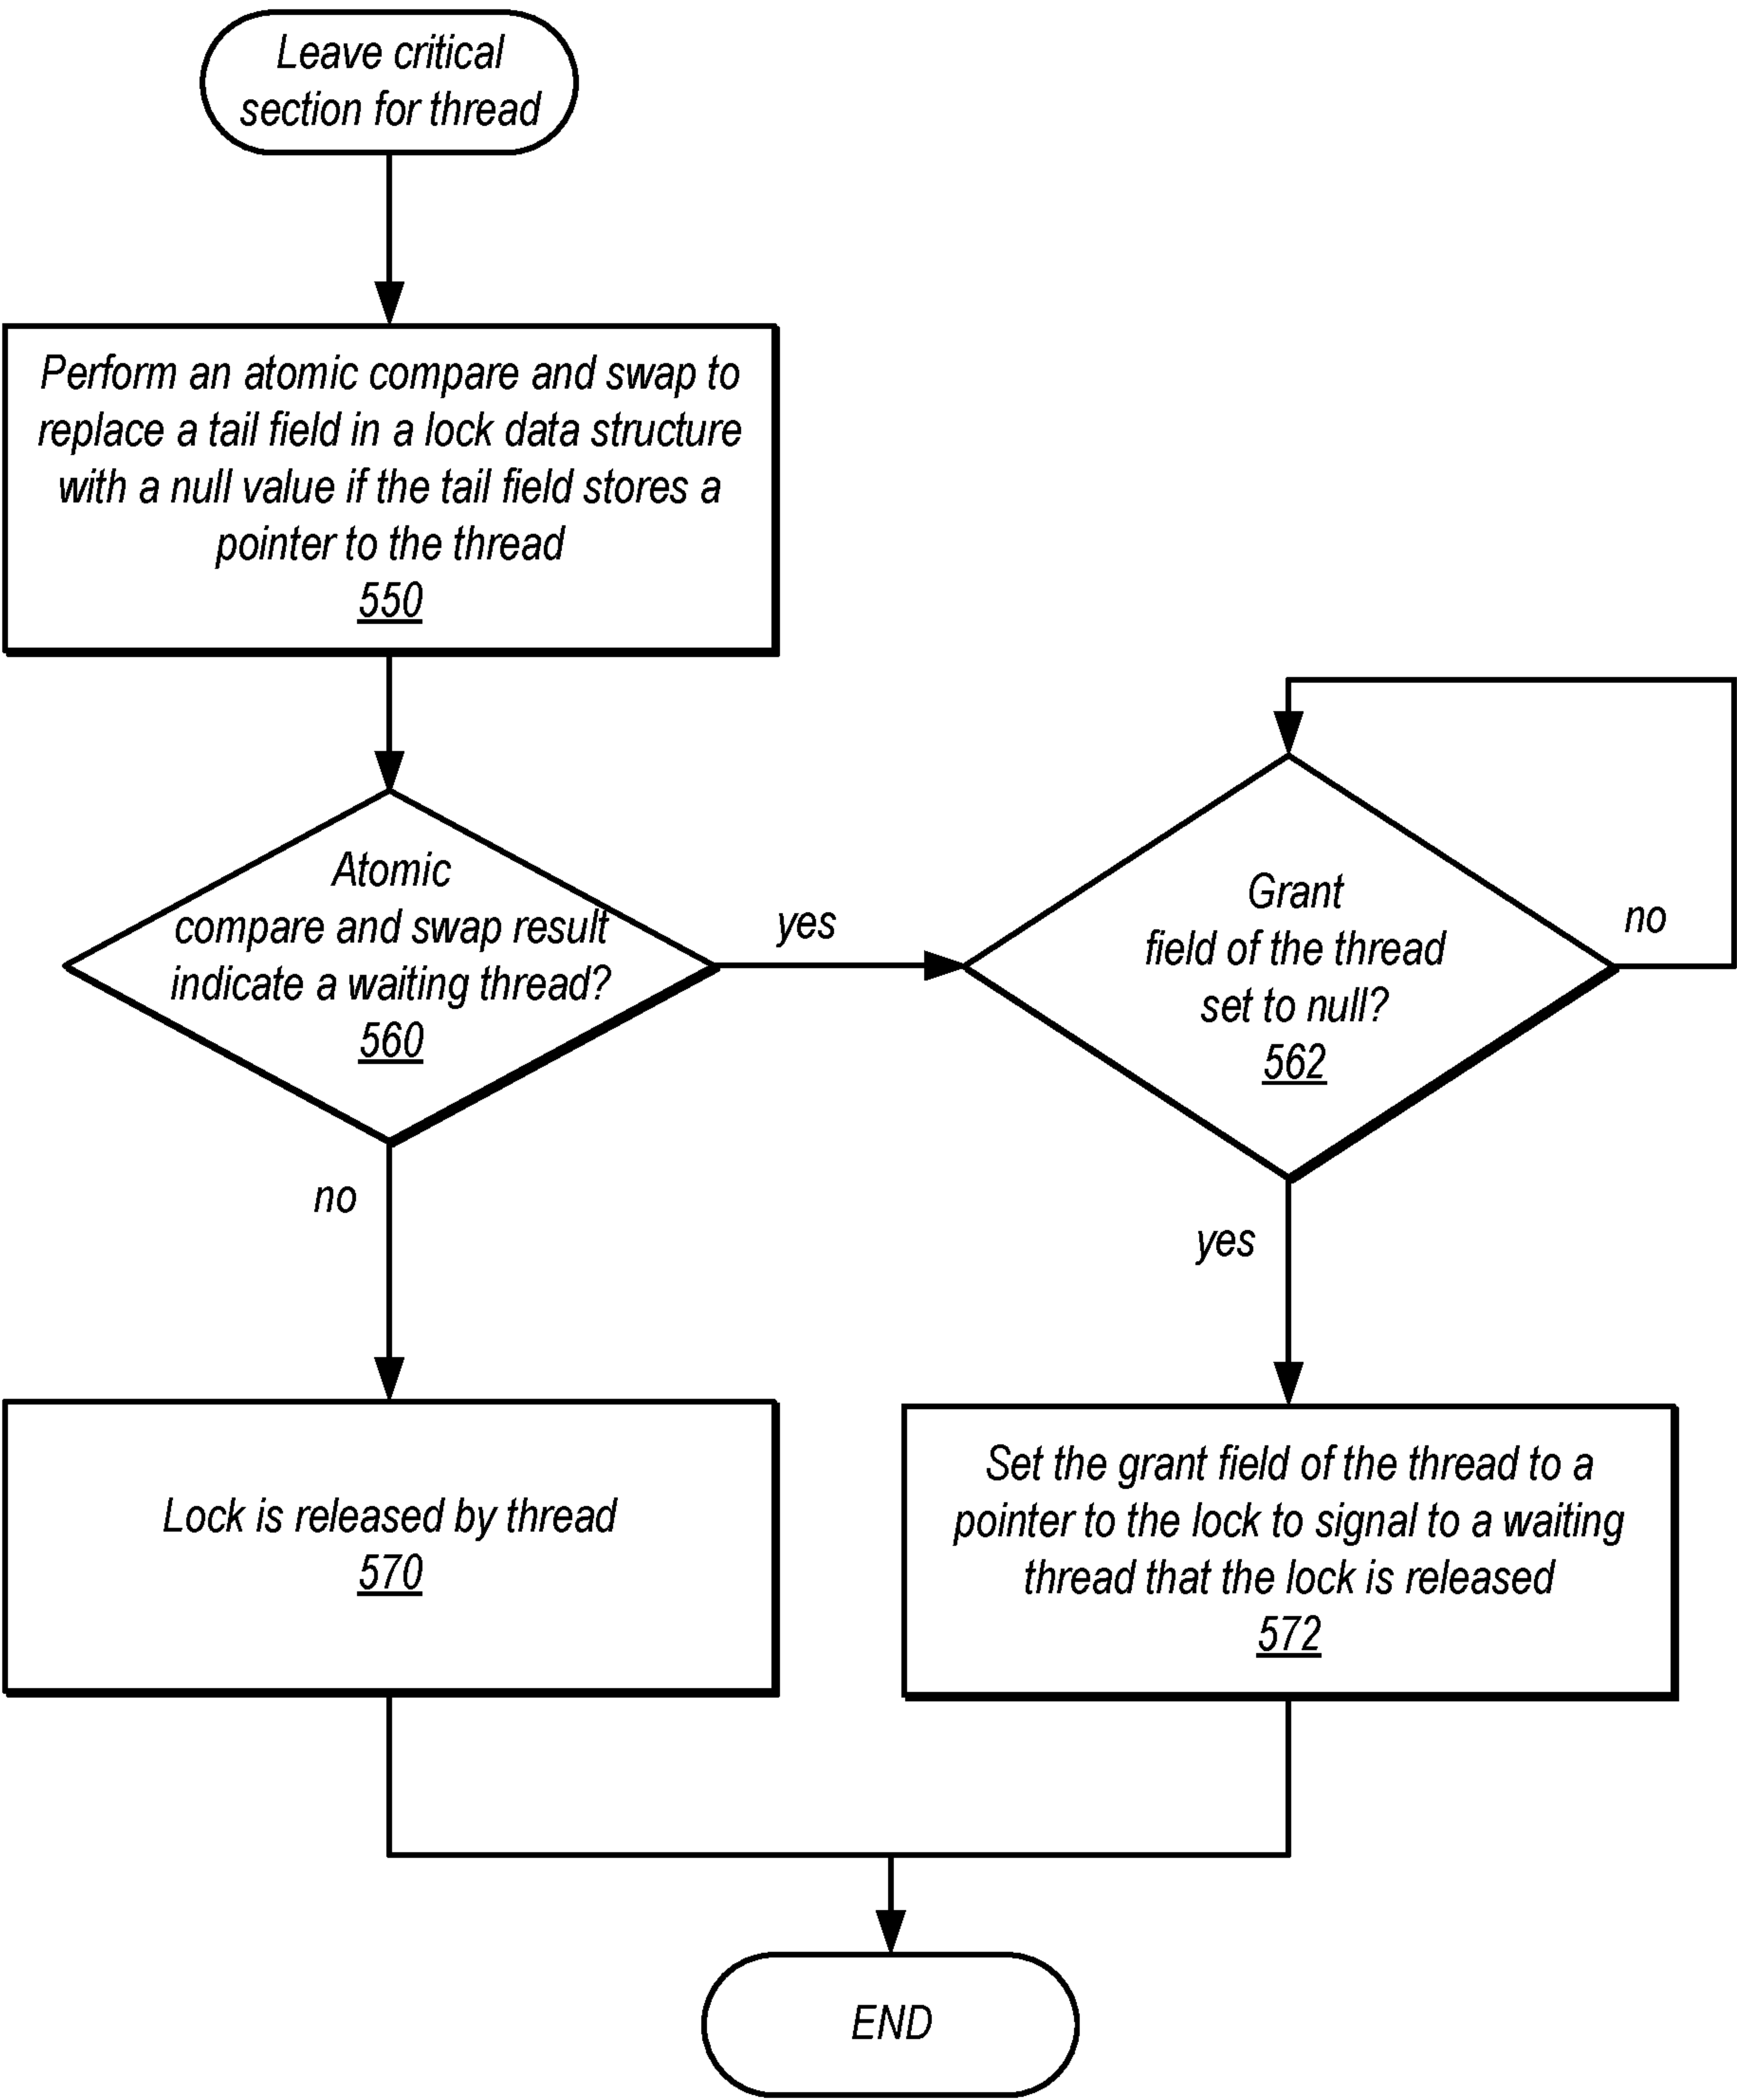 Leave critical
section for thread
Perform an atomic compare and swap to
replace a tail field in a lock data structure
with a null value if the tail field stores a
pointer to the thread
550
Atomic
compare and swap result
indicate a waiting thread?
560
yes
no
Grant
field of the thread
set to null?
562
no
yes
Lock is released by thread
570
Set the grant field of the thread to a
pointer to the lock to signal to a waiting
thread that the lock is released
572
END